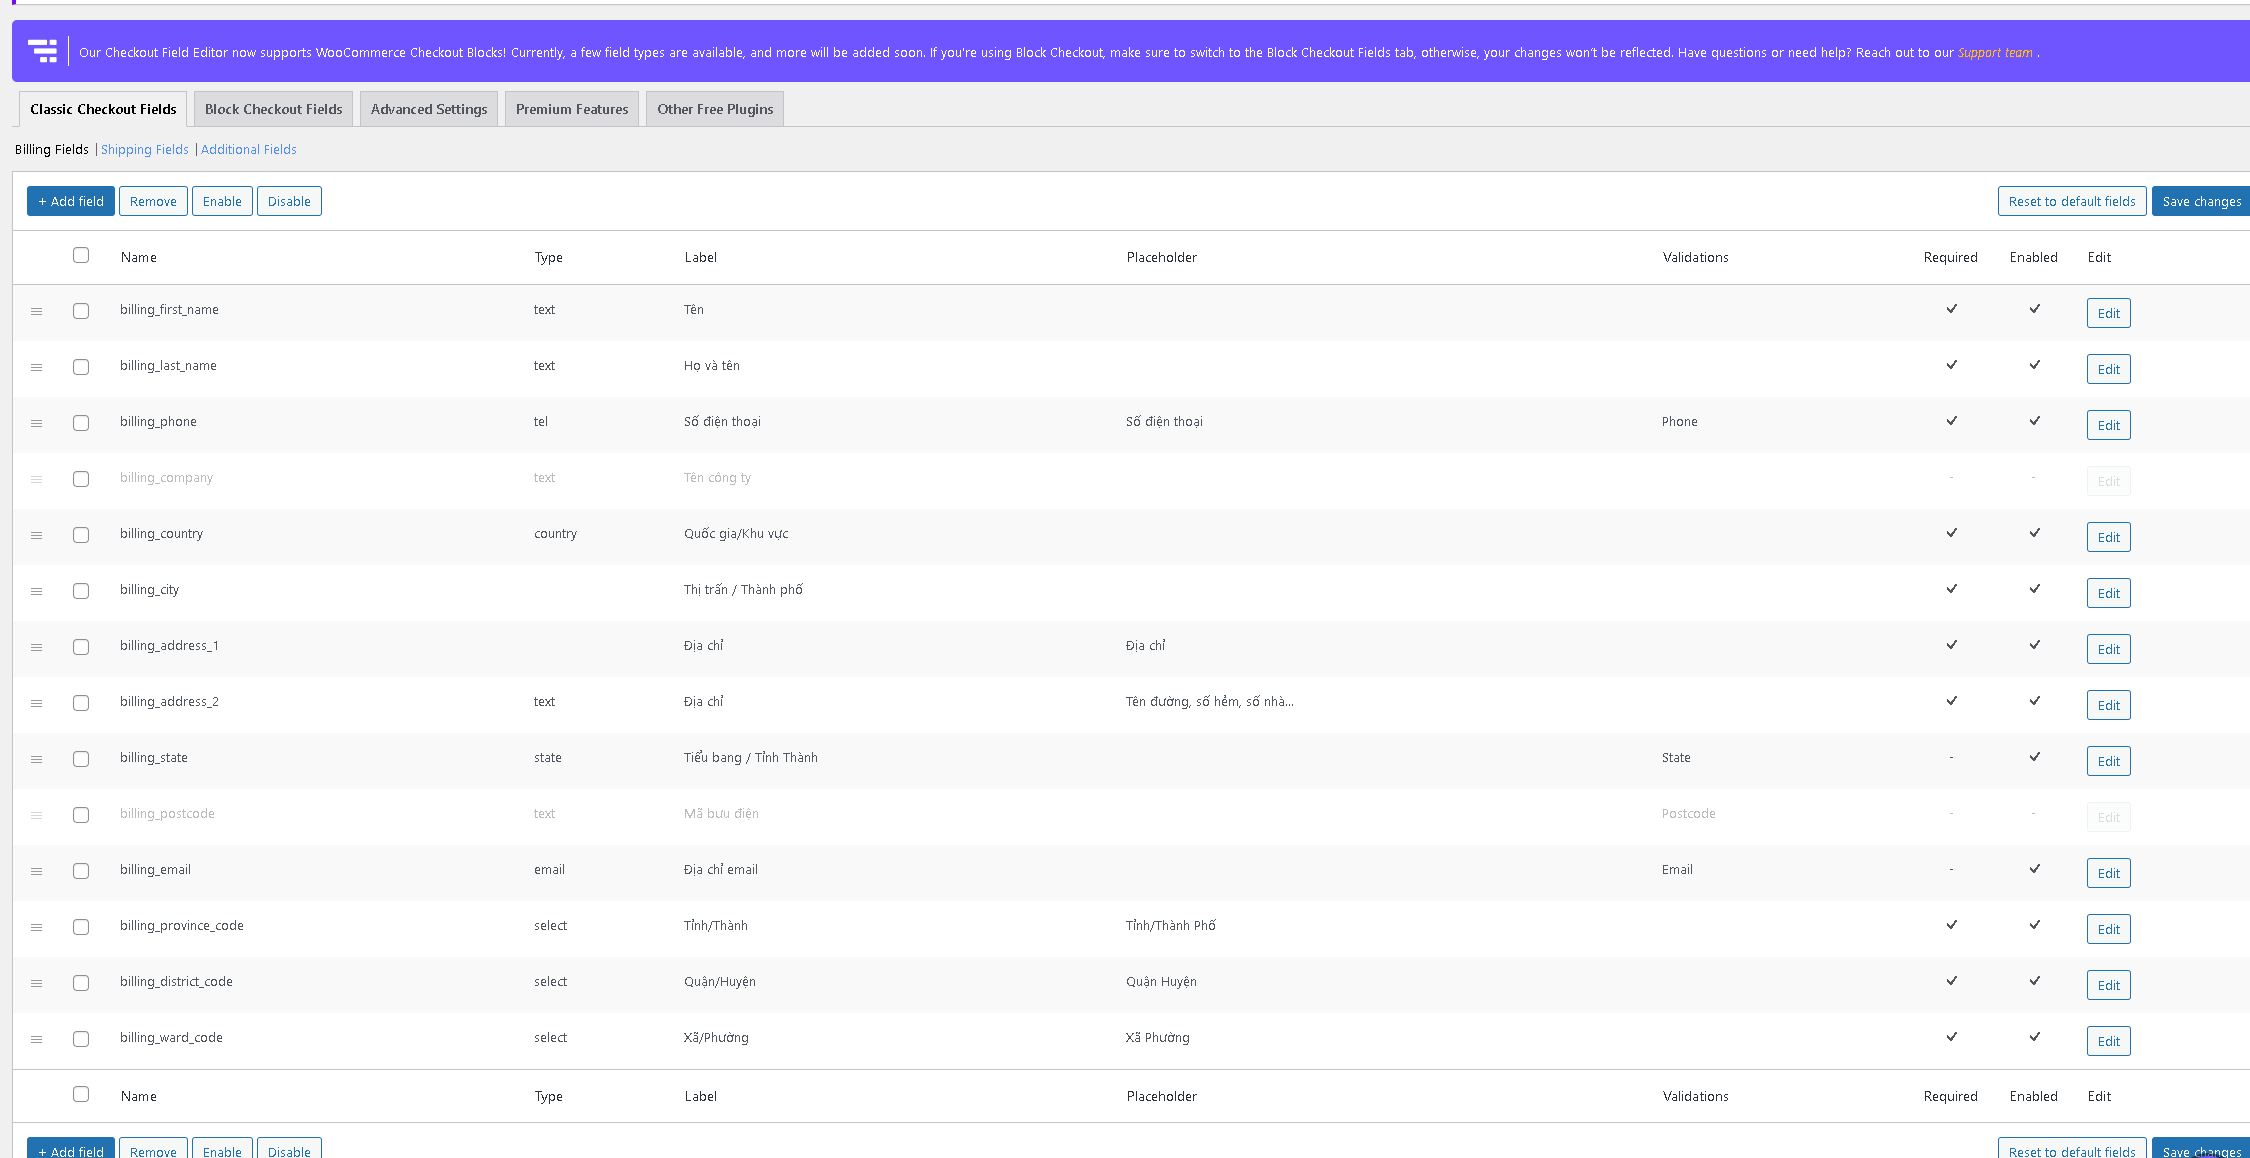 Our Checkout Field Editor now supports WooCommerce Checkout Blocks! Currently, a few field types are available, and more will be added soon. If you're using Block Checkout, make sure to switch to the Block Checkout Fields tab, otherwise, your changes won't be reflected. Have questions or need help? Reach out to our Support team .
Classic Checkout Fields Block Checkout Fields Advanced Settings Premium Features Other Free Plugins
Billing Fields | Shipping Fields | Additional Fields
+ Add field Remove Enable Disable Reset to default fields Save changes
Name Type Label Placeholder Validations Required Enabled Edit
billing_first_name text Tên Edit
billing_last_name text Họ và tên Edit
billing_phone tel Số điện thoại Số điện thoại Phone Edit
billing_company text Tên công ty - - Edit
billing_country country Quốc gia/Khu vực Edit
billing_city Thị trấn / Thành phố Edit
billing_address_1 Địa chỉ Địa chỉ Edit
billing_address_2 text Địa chỉ Tên đường, số hẻm, số nhà... Edit
billing_state state Tiểu bang / Tỉnh Thành State - Edit
billing_postcode text Mã bưu điện Postcode - - Edit
billing_email email Địa chỉ email Email - Edit
billing_province_code select Tỉnh/Thành Tỉnh/Thành Phố Edit
billing_district_code select Quận/Huyện Quận Huyện Edit
billing_ward_code select Xã/Phường Xã Phường Edit
Name Type Label Placeholder Validations Required Enabled Edit
+ Add field Remove Enable Disable Reset to default fields Save changes